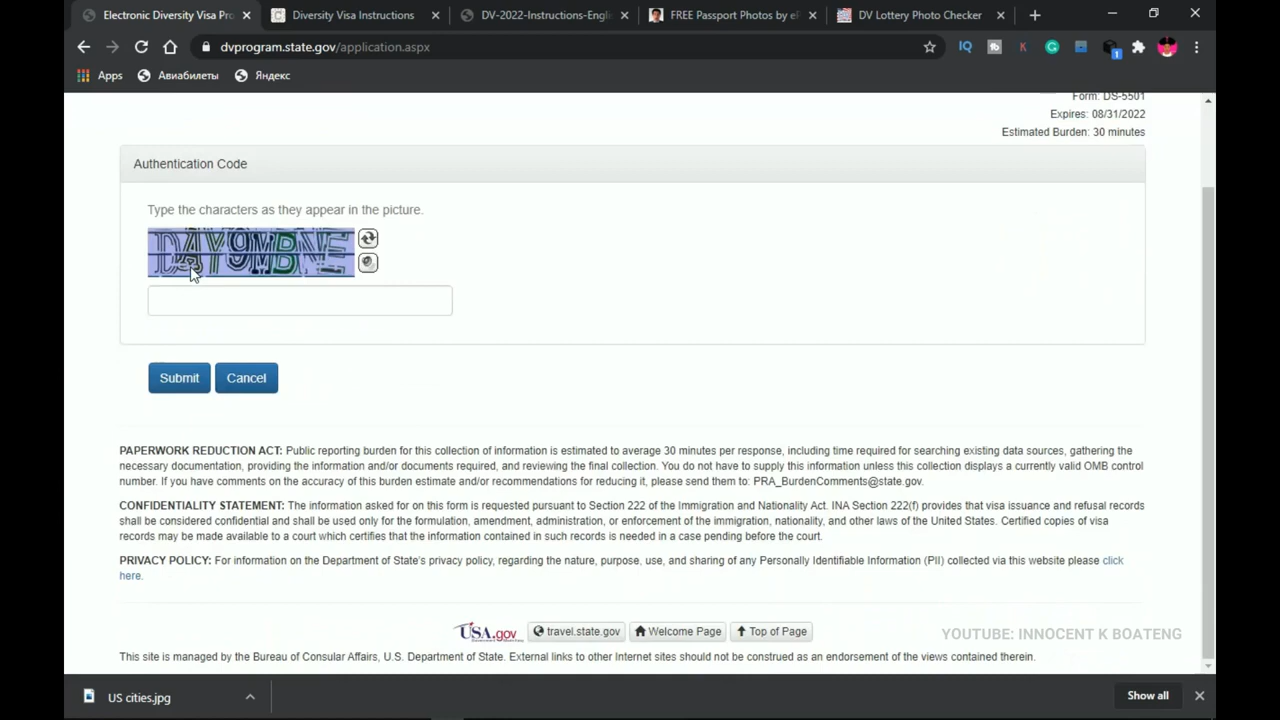 Electronic Diversity Visa Pro
Diversity Visa Instructions
DV-2022-Instructions-Engli
FREE Passport Photos by eP
DV Lottery Photo Checker
dvprogram.state.gov/application.aspx
Apps
Авиабилеты
Яндекс
Form: DS-5501
Expires: 08/31/2022
Estimated Burden: 30 minutes
Authentication Code
Type the characters as they appear in the picture.
DAY9MBNE
Submit
Cancel
PAPERWORK REDUCTION ACT: Public reporting burden for this collection of information is estimated to average 30 minutes per response, including time required for searching existing data sources, gathering the
necessary documentation, providing the information and/or documents required, and reviewing the final collection. You do not have to supply this information unless this collection displays a currently valid OMB control
number. If you have comments on the accuracy of this burden estimate and/or recommendations for reducing it, please send them to: PRA_BurdenComments@state.gov.
CONFIDENTIALITY STATEMENT: The information asked for on this form is requested pursuant to Section 222 of the Immigration and Nationality Act. INA Section 222(f) provides that visa issuance and refusal records
shall be considered confidential and shall be used only for the formulation, amendment, administration, or enforcement of the immigration, nationality, and other laws of the United States. Certified copies of visa
records may be made available to a court which certifies that the information contained in such records is needed in a case pending before the court.
PRIVACY POLICY: For information on the Department of State's privacy policy, regarding the nature, purpose, use, and sharing of any Personally Identifiable Information (PII) collected via this website please click
here.
USA.gov
travel.state.gov
Welcome Page
Top of Page
YOUTUBE: INNOCENT K BOATENG
This site is managed by the Bureau of Consular Affairs, U.S. Department of State. External links to other Internet sites should not be construed as an endorsement of the views contained therein.
US cities.jpg
Show all